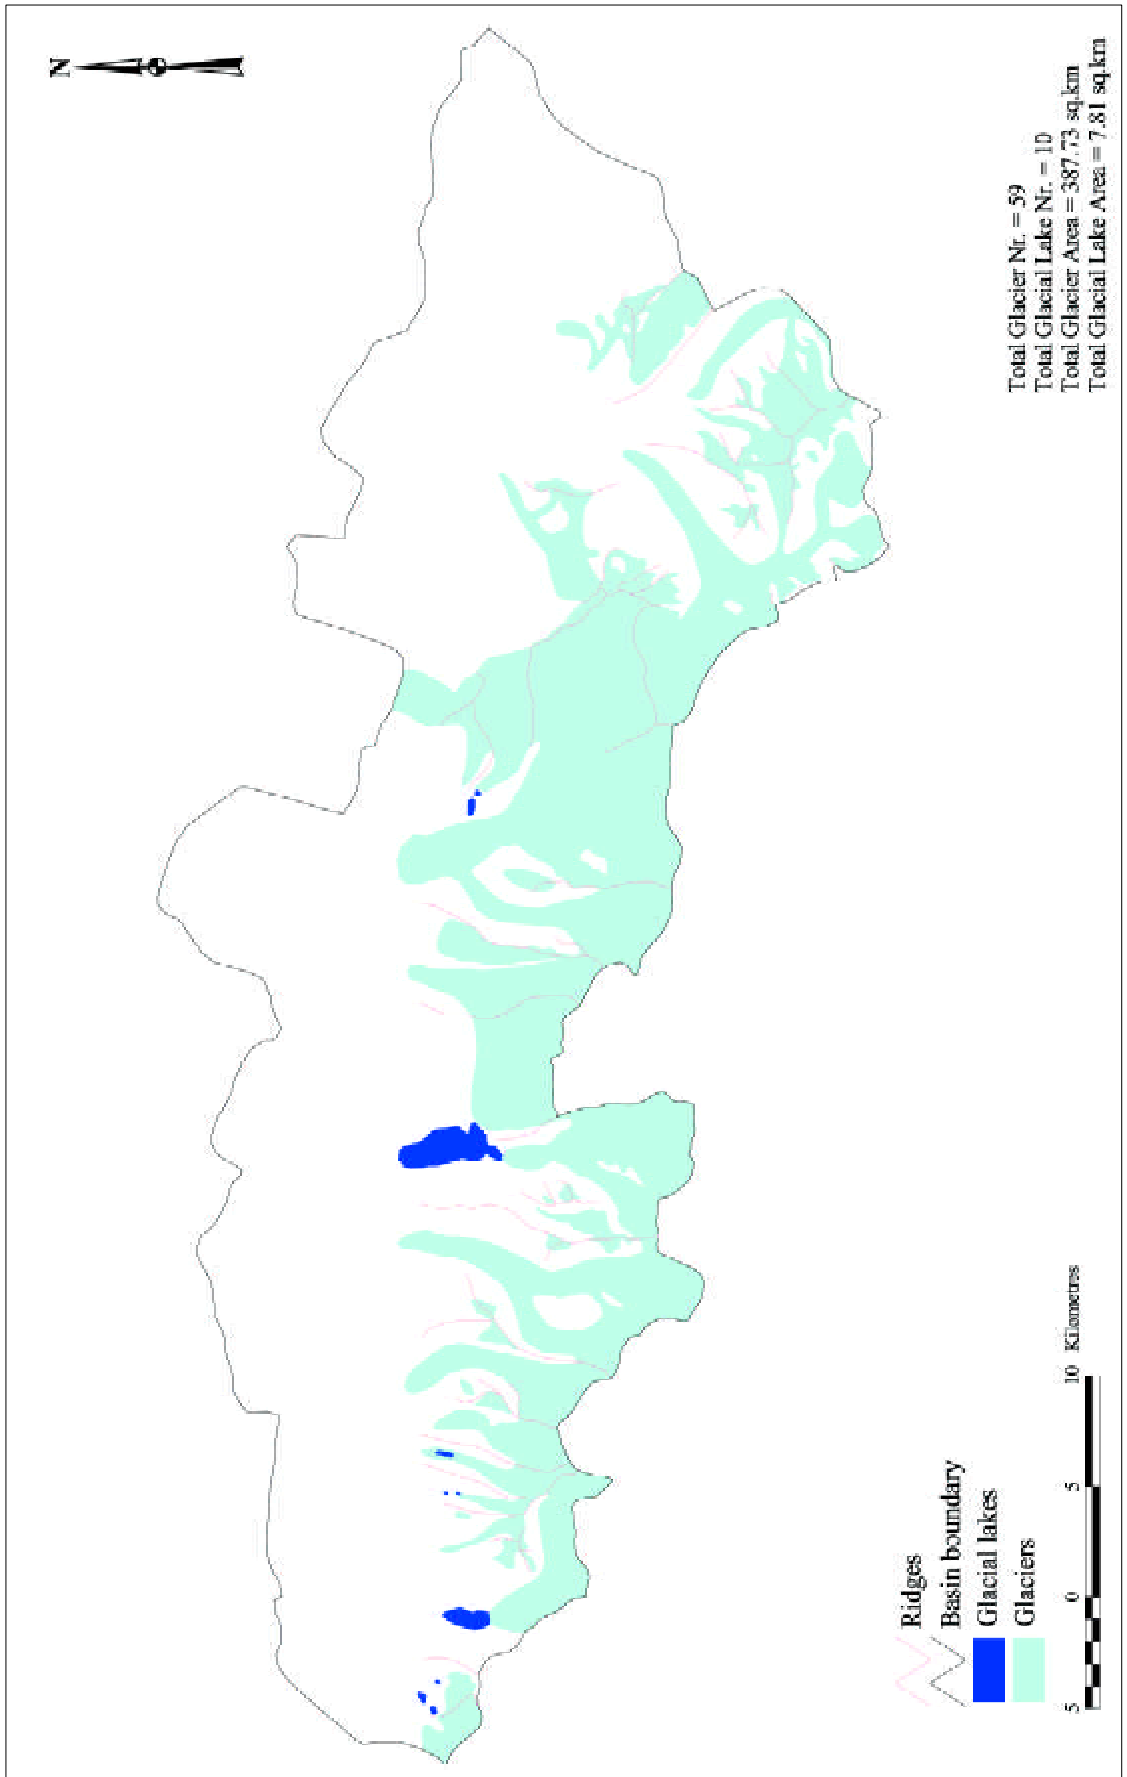 N
Total Glacier Nr. = 59
Total Glacial Lake Nr. = 10
Total Glacier Area = 387.73 sq.km
Total Glacial Lake Area = 7.81 sq.km
Ridges
Basin boundary
Glacial lakes
Glaciers
5 0 5 10 Kilometres